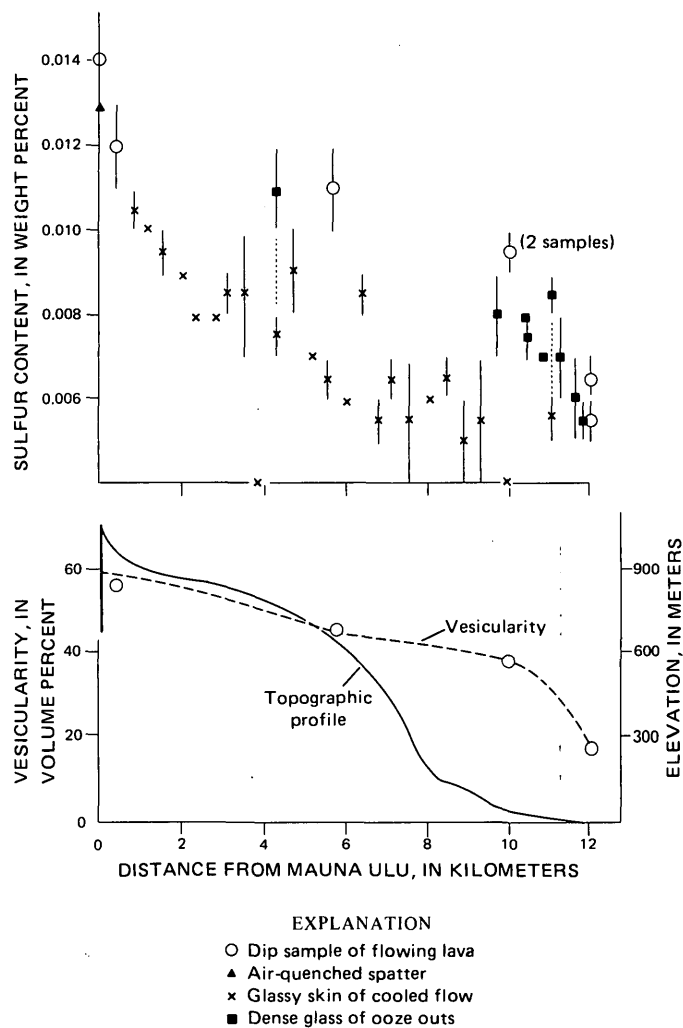 SULFUR CONTENT, IN WEIGHT PERCENT
0.014
0.012
0.010
0.008
0.006
(2 samples)
VESICULARITY, IN
VOLUME PERCENT
60
40
20
0
Vesicularity
Topographic
profile
900
600
300
ELEVATION, IN METERS
0 2 4 6 8 10 12
DISTANCE FROM MAUNA ULU, IN KILOMETERS
EXPLANATION
Dip sample of flowing lava
Air-quenched spatter
Glassy skin of cooled flow
Dense glass of ooze outs